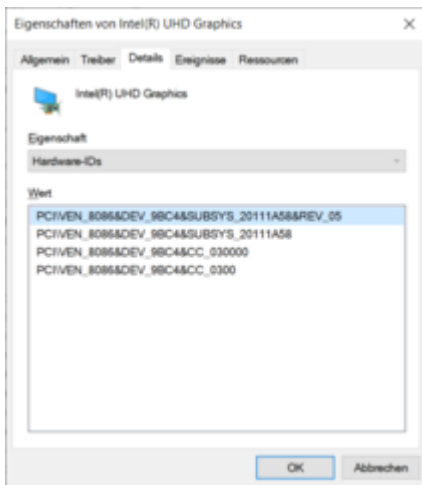 Eigenschaften von Intel(R) UHD Graphics
Allgemein Treiber Details Ereignisse Ressourcen
Intel(R) UHD Graphics
Eigenschaft
Hardware-IDs
Wert
PCI\VEN_8086&DEV_9BC4&SUBSYS_20111A58&REV_05
PCI\VEN_8086&DEV_9BC4&SUBSYS_20111A58
PCI\VEN_8086&DEV_9BC4&CC_030000
PCI\VEN_8086&DEV_9BC4&CC_0300
OK Abbrechen